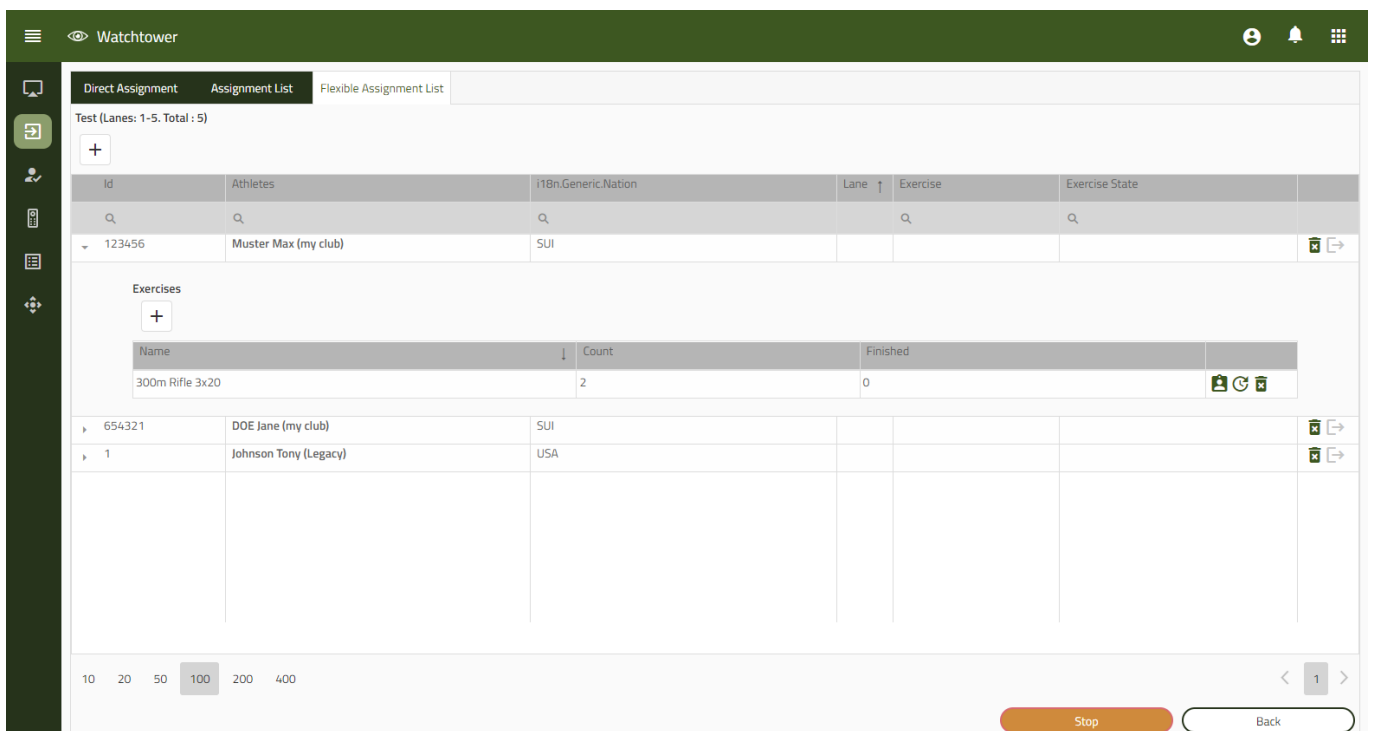 Watchtower
Direct Assignment Assignment List Flexible Assignment List
Test (Lanes: 1-5. Total : 5)
+
Id Athletes i18n.Generic.Nation Lane ↑ Exercise Exercise State
123456 Muster Max (my club) SUI
Exercises
+
Name ↓ Count Finished
300m Rifle 3x20 2 0
654321 DOE Jane (my club) SUI
1 Johnson Tony (Legacy) USA
10 20 50 100 200 400 < 1 >
Stop Back